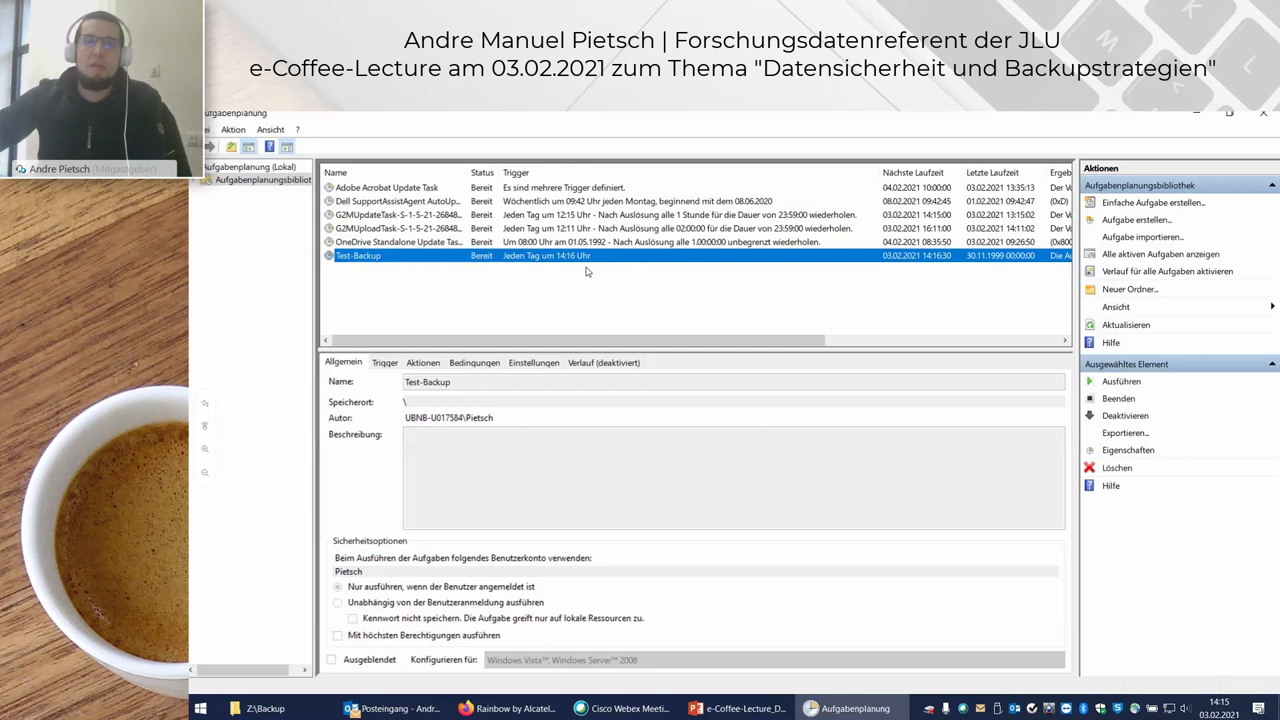 Andre Manuel Pietsch | Forschungsdatenreferent der JLU
e-Coffee-Lecture am 03.02.2021 zum Thema "Datensicherheit und Backupstrategien"
Andre Pietsch (Mitgastgeber)
ufgabenplanung
Aktion Ansicht ?
Aufgabenplanung (Lokal)
Aufgabenplanungsbibliot
Name Status Trigger Nächste Laufzeit Letzte Laufzeit Ergeb
Adobe Acrobat Update Task Bereit Es sind mehrere Trigger definiert. 04.02.2021 10:00:00 03.02.2021 13:35:13 Der Vo
Dell SupportAssistAgent AutoUp... Bereit Wöchentlich um 09:42 Uhr jeden Montag, beginnend mit dem 08.06.2020 08.02.2021 09:42:45 01.02.2021 09:42:47 (0xD)
G2MUpdateTask-S-1-5-21-26848... Bereit Jeden Tag um 12:15 Uhr - Nach Auslösung alle 1 Stunde für die Dauer von 23:59:00 wiederholen. 03.02.2021 14:15:00 03.02.2021 13:15:02 Der Vo
G2MUploadTask-S-1-5-21-26848... Bereit Jeden Tag um 12:11 Uhr - Nach Auslösung alle 02:00:00 für die Dauer von 23:59:00 wiederholen. 03.02.2021 16:11:00 03.02.2021 14:11:02 Der Vo
OneDrive Standalone Update Tas... Bereit Um 08:00 Uhr am 01.05.1992 - Nach Auslösung alle 1.00:00:00 unbegrenzt wiederholen. 04.02.2021 08:35:50 03.02.2021 09:26:50 (0x800
Test-Backup Bereit Jeden Tag um 14:16 Uhr 03.02.2021 14:16:30 30.11.1999 00:00:00 Die Au
Allgemein Trigger Aktionen Bedingungen Einstellungen Verlauf (deaktiviert)
Name: Test-Backup
Speicherort: \
Autor: UBNB-U017584\Pietsch
Beschreibung:
Sicherheitsoptionen
Beim Ausführen der Aufgaben folgendes Benutzerkonto verwenden:
Pietsch
Nur ausführen, wenn der Benutzer angemeldet ist
Unabhängig von der Benutzeranmeldung ausführen
Kennwort nicht speichern. Die Aufgabe greift nur auf lokale Ressourcen zu.
Mit höchsten Berechtigungen ausführen
Ausgeblendet Konfigurieren für: Windows Vista™, Windows Server™ 2008
Aktionen
Aufgabenplanungsbibliothek
Einfache Aufgabe erstellen...
Aufgabe erstellen...
Aufgabe importieren...
Alle aktiven Aufgaben anzeigen
Verlauf für alle Aufgaben aktivieren
Neuer Ordner...
Ansicht
Aktualisieren
Hilfe
Ausgewähltes Element
Ausführen
Beenden
Deaktivieren
Exportieren...
Eigenschaften
Löschen
Hilfe
Z:\Backup Posteingang - Andr... Rainbow by Alcatel... Cisco Webex Meeti... e-Coffee-Lecture_D... Aufgabenplanung
14:15
03.02.2021